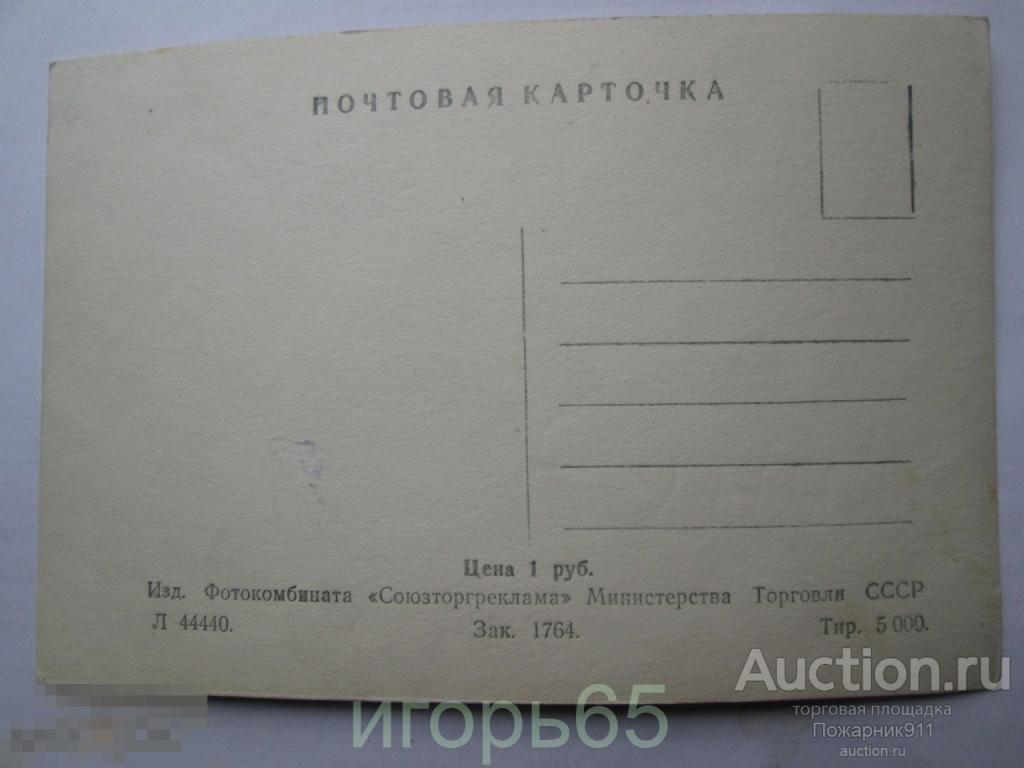 ПОЧТОВАЯ КАРТОЧКА
Цена 1 руб.
Изд. Фотокомбината «Союзторгреклама» Министерства Торговли СССР
Л 44440. Зак. 1764. Тир. 5 000.
Auction.ru
торговая площадка
Пожарник911
auction.ru
игорь65